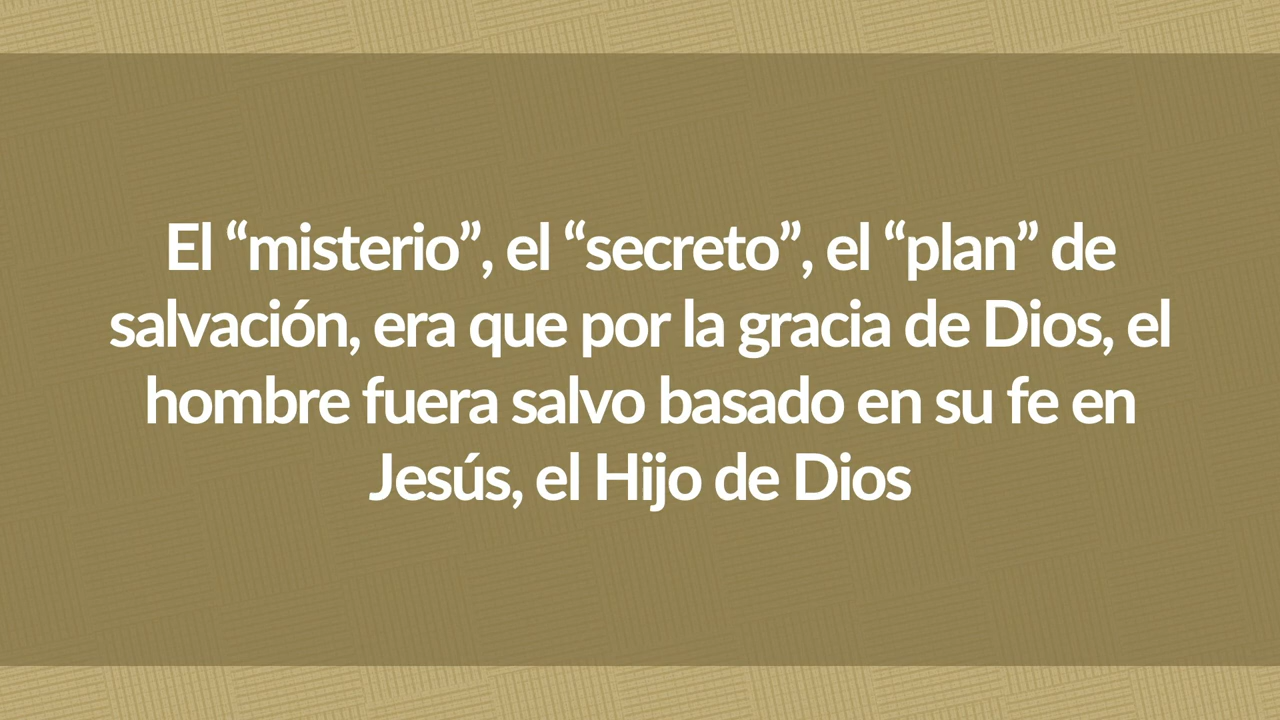 El “misterio”, el “secreto”, el “plan” de
salvación, era que por la gracia de Dios, el
hombre fuera salvo basado en su fe en
Jesús, el Hijo de Dios